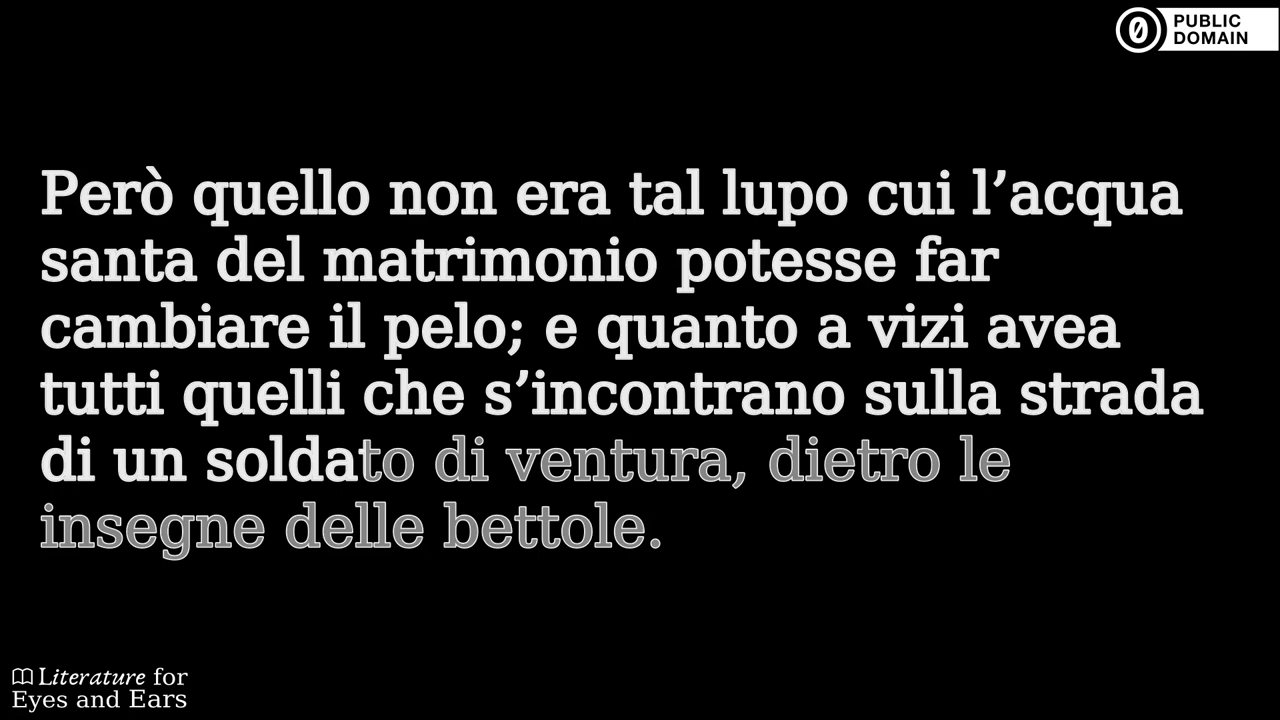 PUBLIC
DOMAIN
Però quello non era tal lupo cui l’acqua
santa del matrimonio potesse far
cambiare il pelo; e quanto a vizi avea
tutti quelli che s’incontrano sulla strada
di un soldato di ventura, dietro le
insegne delle bettole.
Literature for
Eyes and Ears